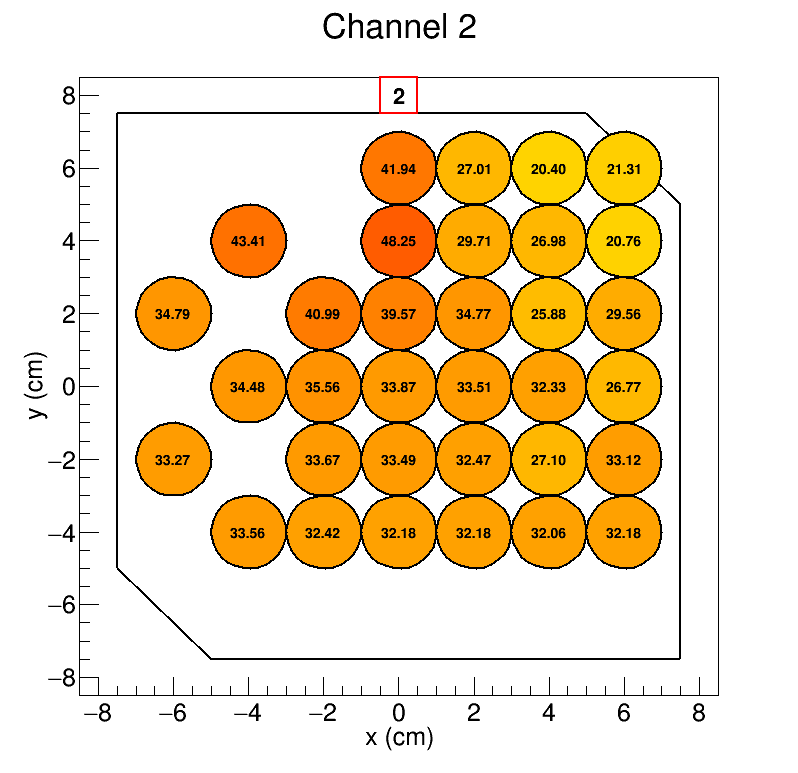 Channel 2
8
2
6
41.94 27.01 20.40 21.31
4
43.41 48.25 29.71 26.98 20.76
2
34.79 40.99 39.57 34.77 25.88 29.56
0
34.48 35.56 33.87 33.51 32.33 26.77
y (cm)
−2
33.27 33.67 33.49 32.47 27.10 33.12
−4
33.56 32.42 32.18 32.18 32.06 32.18
−6
−8
−8 −6 −4 −2 0 2 4 6 8
x (cm)